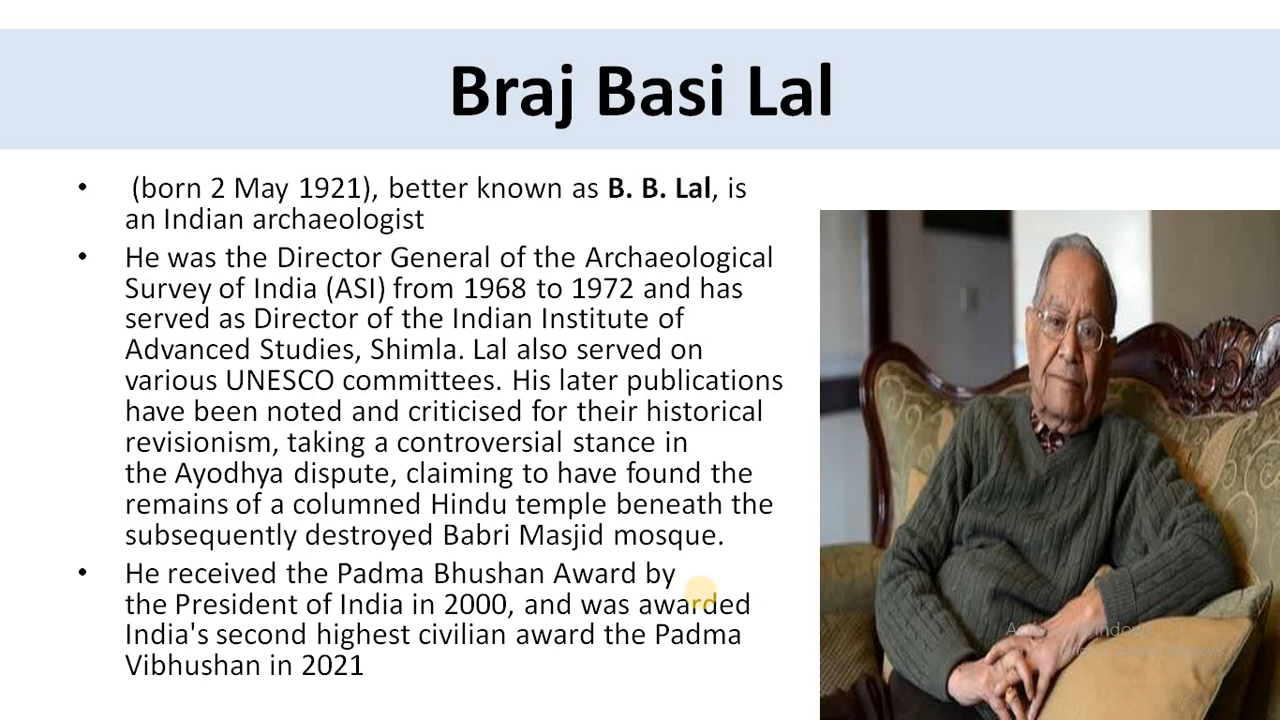 Braj Basi Lal
• (born 2 May 1921), better known as B. B. Lal, is
an Indian archaeologist
• He was the Director General of the Archaeological
Survey of India (ASI) from 1968 to 1972 and has
served as Director of the Indian Institute of
Advanced Studies, Shimla. Lal also served on
various UNESCO committees. His later publications
have been noted and criticised for their historical
revisionism, taking a controversial stance in
the Ayodhya dispute, claiming to have found the
remains of a columned Hindu temple beneath the
subsequently destroyed Babri Masjid mosque.
• He received the Padma Bhushan Award by
the President of India in 2000, and was awarded
India's second highest civilian award the Padma
Vibhushan in 2021